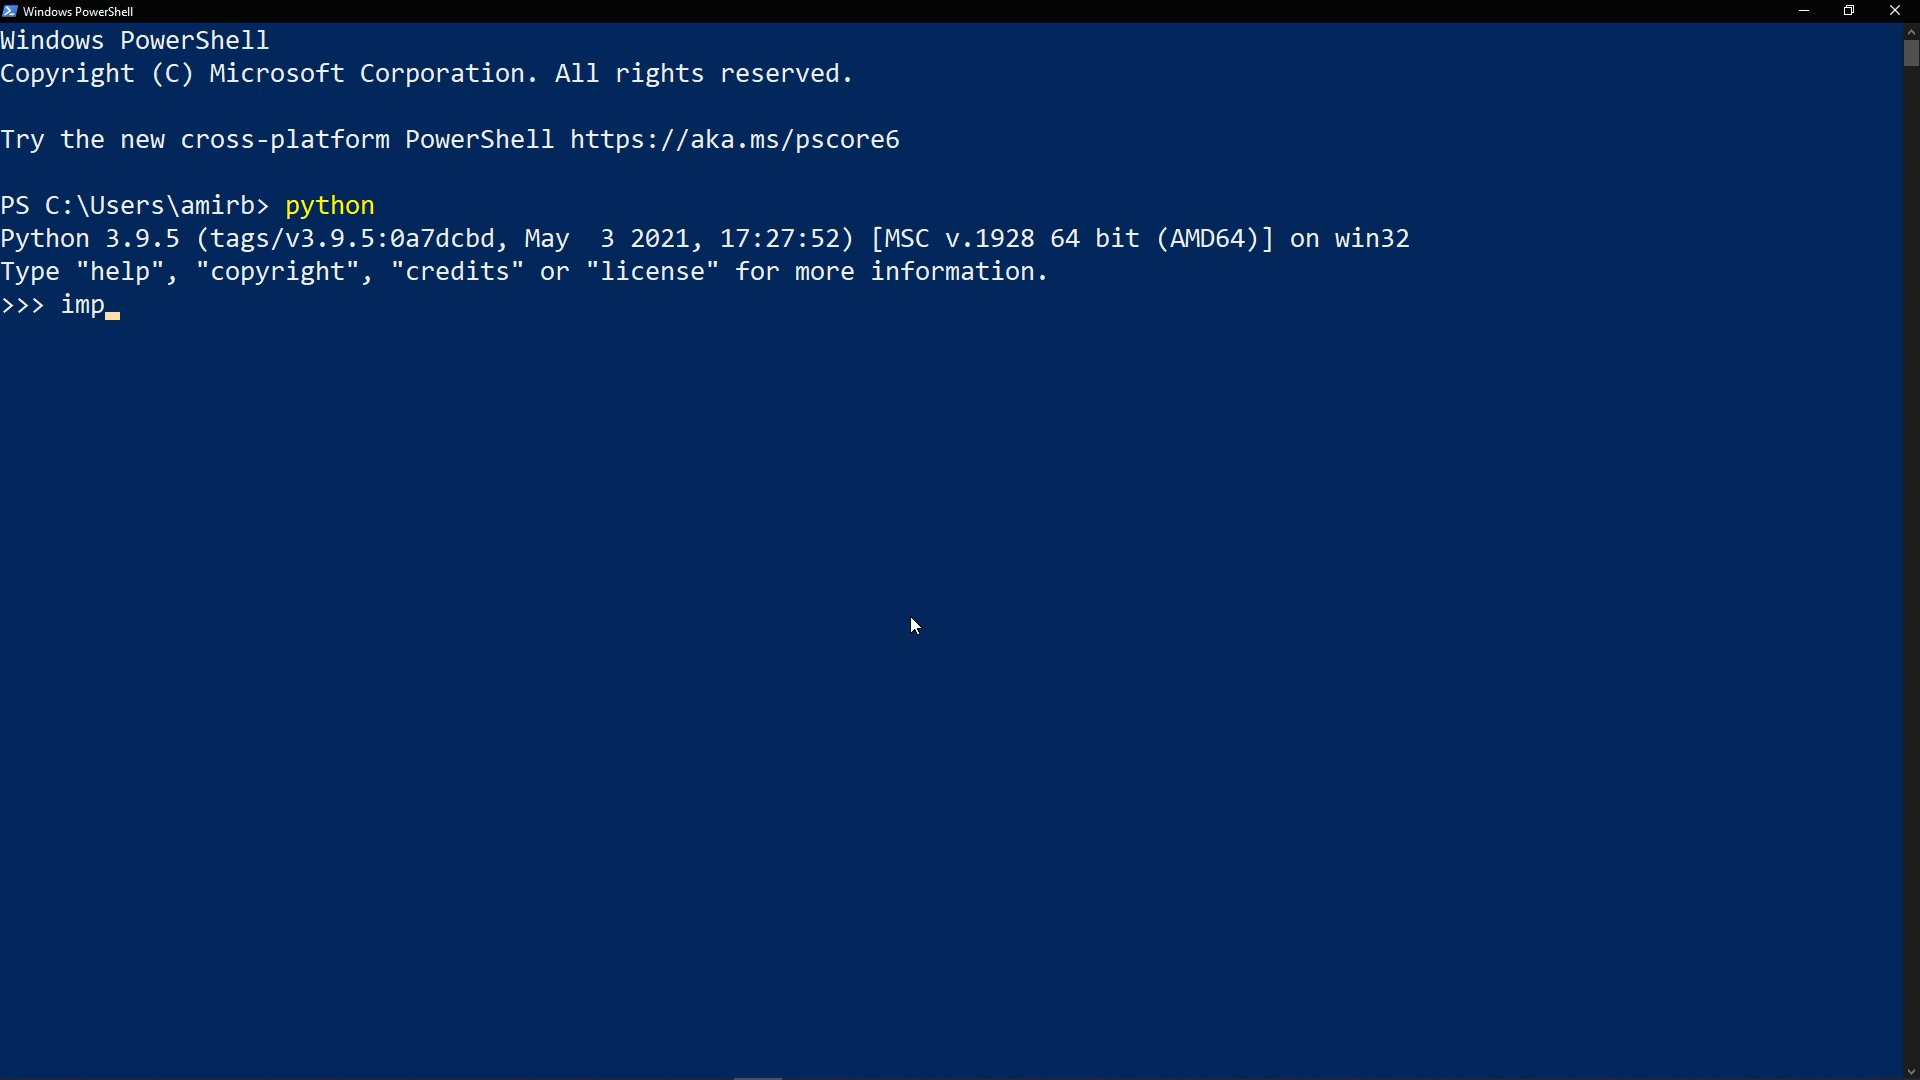 Windows PowerShell
Windows PowerShell
Copyright (C) Microsoft Corporation. All rights reserved.
Try the new cross-platform PowerShell https://aka.ms/pscore6
PS C:\Users\amirb> python
Python 3.9.5 (tags/v3.9.5:0a7dcbd, May  3 2021, 17:27:52) [MSC v.1928 64 bit (AMD64)] on win32
Type "help", "copyright", "credits" or "license" for more information.
>>> imp